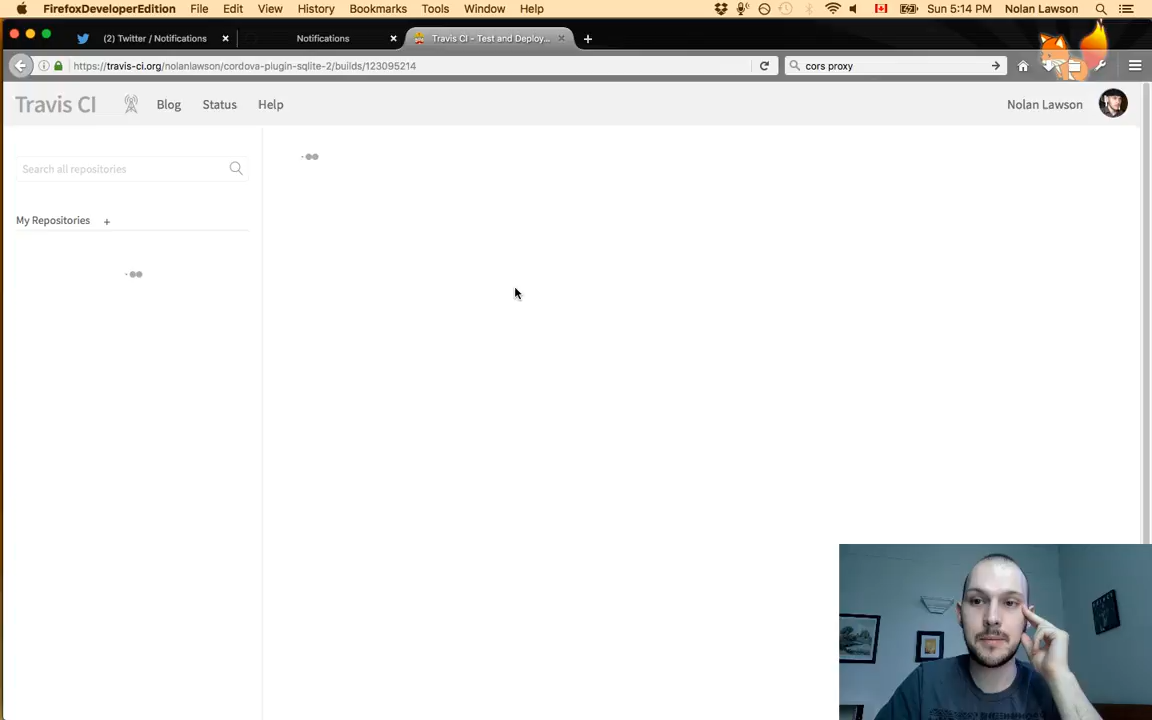 FirefoxDeveloperEdition File Edit View History Bookmarks Tools Window Help Sun 5:14 PM Nolan Lawson
(2) Twitter / Notifications Notifications Travis CI - Test and Deploy...
https://travis-ci.org/nolanlawson/cordova-plugin-sqlite-2/builds/123095214 cors proxy
Travis CI Blog Status Help Nolan Lawson
Search all repositories
My Repositories +